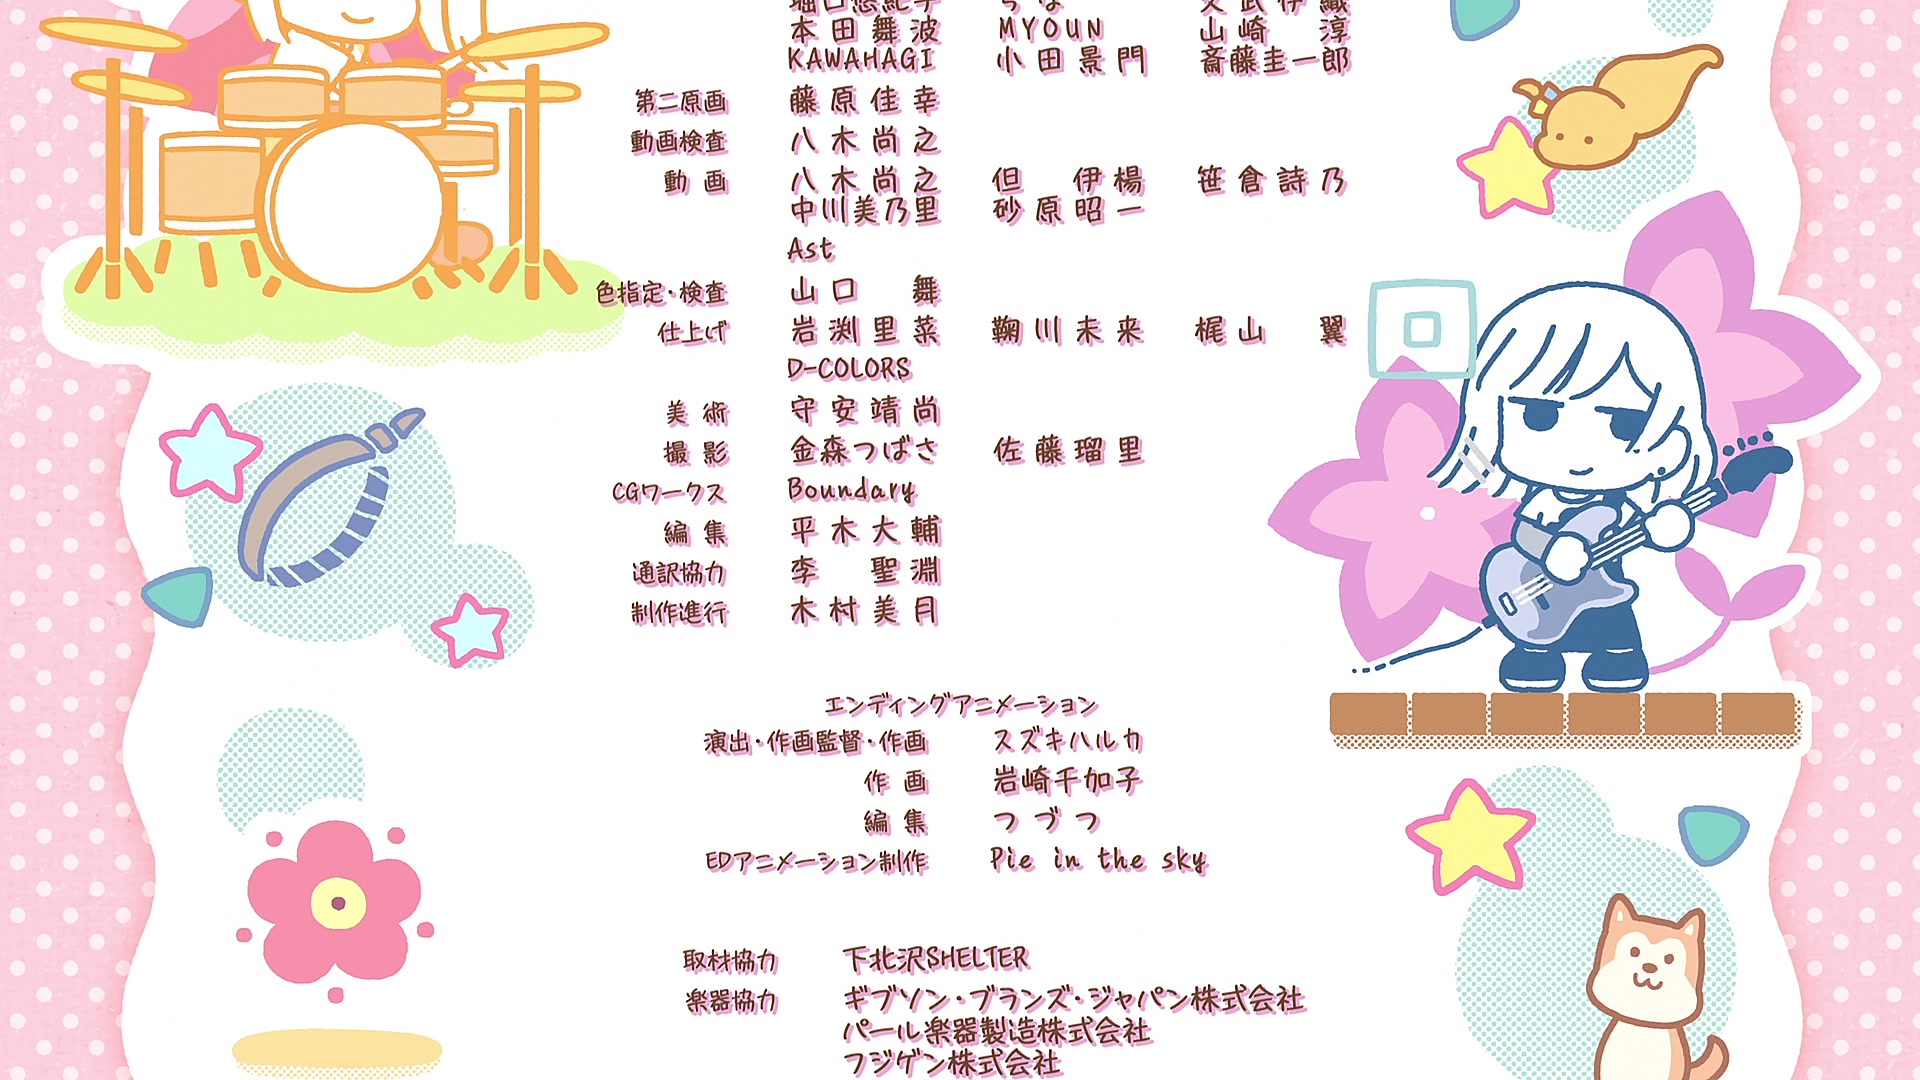 本田舞波 MYOUN 山崎 淳
KAWAHAGI 小田景門 斎藤圭一郎
第二原画 藤原佳幸
動画検査 八木尚之
動画 八木尚之 但 伊楊 笹倉詩乃
中川美乃里 砂原昭一
Ast
色指定・検査 山口 舞
仕上げ 岩渕里菜 鞠川未来 梶山 翼
D-COLORS
美術 守安靖尚
撮影 金森つばさ 佐藤瑠里
CGワークス Boundary
編集 平木大輔
通訳協力 李 聖淵
制作進行 木村美月
エンディングアニメーション
演出・作画監督・作画 スズキハルカ
作画 岩崎千加子
編集 つづつ
EDアニメーション制作 Pie in the sky
取材協力 下北沢SHELTER
楽器協力 ギブソン・ブランズ・ジャパン株式会社
パール楽器製造株式会社
フジゲン株式会社